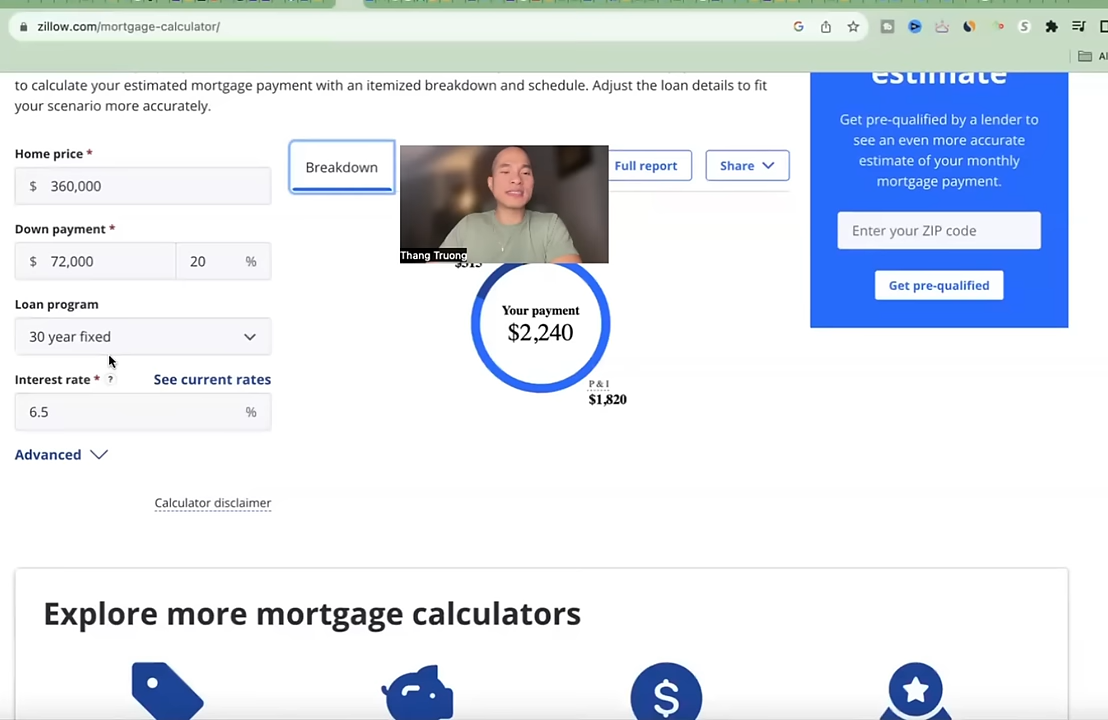 zillow.com/mortgage-calculator/
to calculate your estimated mortgage payment with an itemized breakdown and schedule. Adjust the loan details to fit
your scenario more accurately.
Home price *
$ 360,000
Down payment *
$ 72,000 20 %
Loan program
30 year fixed
Interest rate * ? See current rates
6.5 %
Advanced
Calculator disclaimer
Breakdown
Full report
Share
Thang Truong
Your payment
$2,240
P & I
$1,820
estimate
Get pre-qualified by a lender to
see an even more accurate
estimate of your monthly
mortgage payment.
Enter your ZIP code
Get pre-qualified
Explore more mortgage calculators